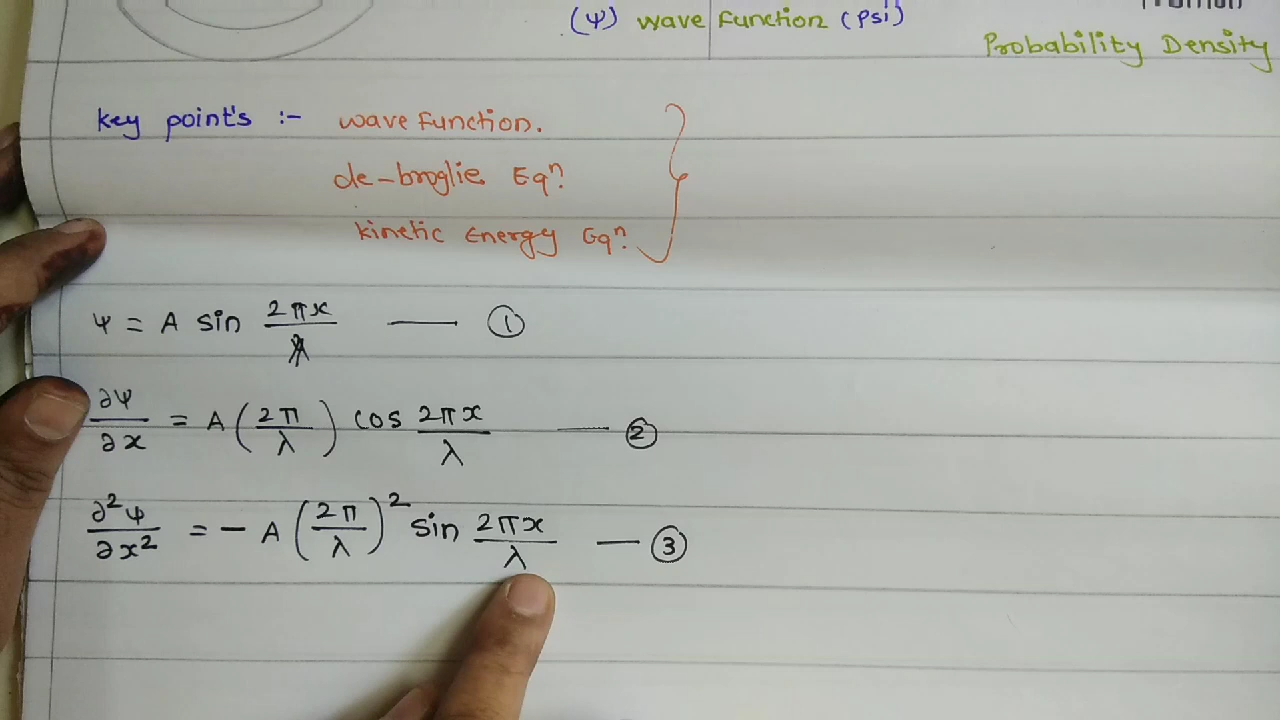 (Ψ) wave function (Psi)
Probability Density
key point's :- wave function.
de-broglie Eqⁿ.
kinetic Energy Eqⁿ.
Ψ = A sin 2πx/λ — ①
∂Ψ/∂x = A (2π/λ) cos 2πx/λ — ②
∂²Ψ/∂x² = - A (2π/λ)² sin 2πx/λ — ③